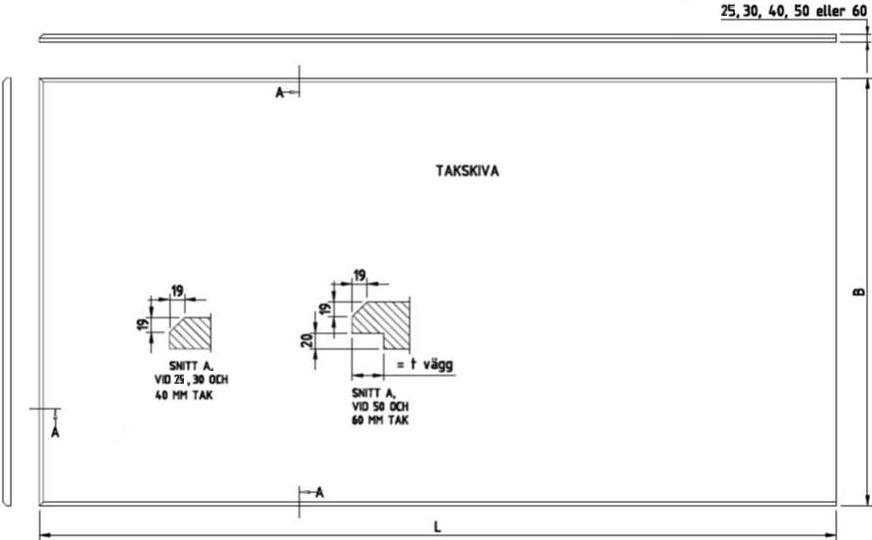 25, 30, 40, 50 eller 60
A
TAKSKIVA
B
19
19
SNITT A,
VID 25 , 30 OCH
40 MM TAK
19
19
20
= t vägg
SNITT A,
VID 50 OCH
60 MM TAK
A
A
L